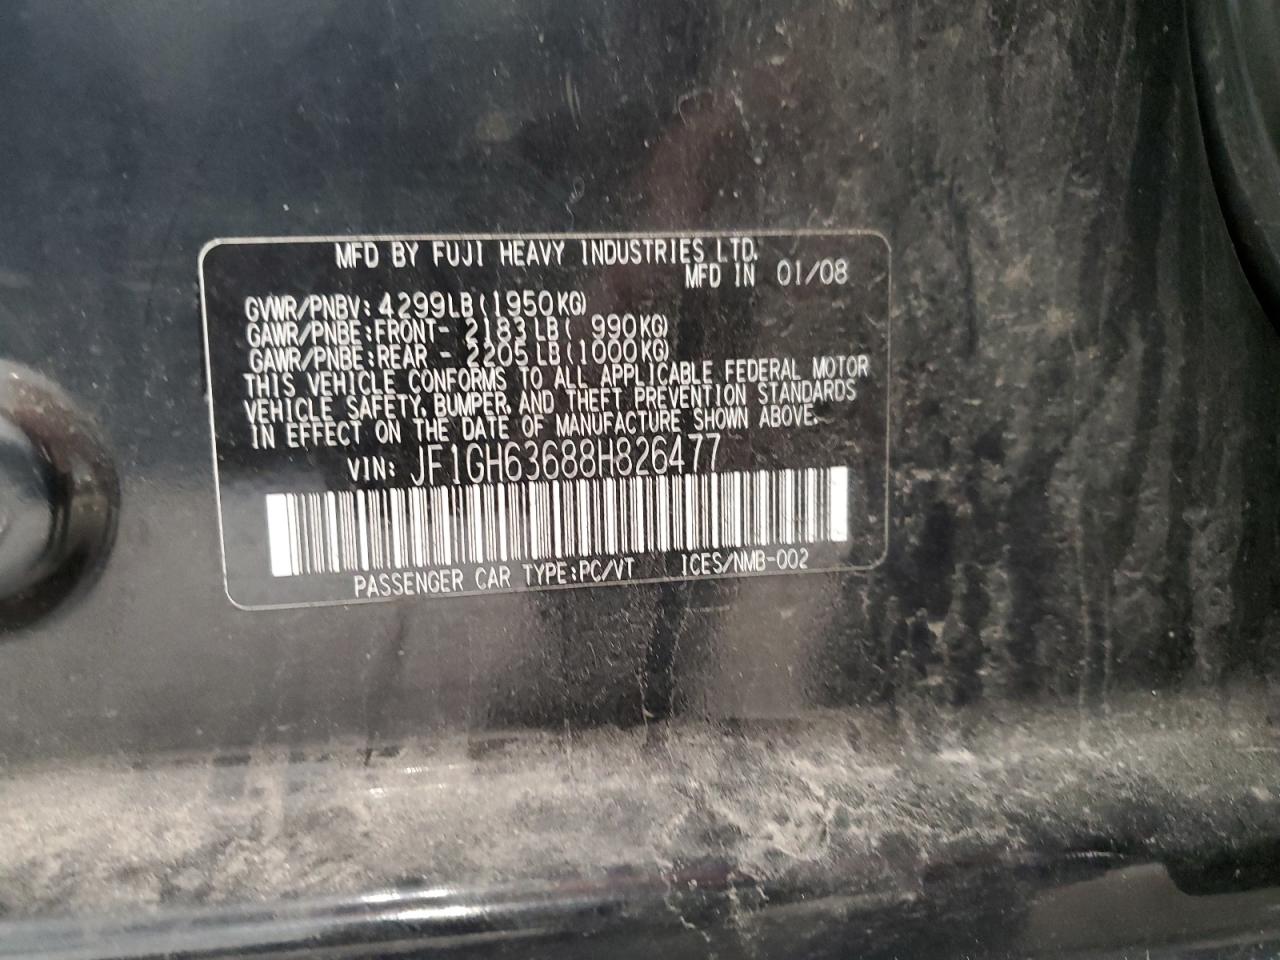 MFD BY FUJI HEAVY INDUSTRIES LTD.
MFD IN 01/08
GVWR/PNBV: 4299LB(1950KG)
GAWR/PNBE:FRONT- 2183LB( 990KG)
GAWR/PNBE:REAR - 2205LB(1000KG)
THIS VEHICLE CONFORMS TO ALL APPLICABLE FEDERAL MOTOR
VEHICLE SAFETY, BUMPER, AND THEFT PREVENTION STANDARDS
IN EFFECT ON THE DATE OF MANUFACTURE SHOWN ABOVE.
VIN: JF1GH63688H826477
PASSENGER CAR TYPE:PC/VT ICES/NMB-002